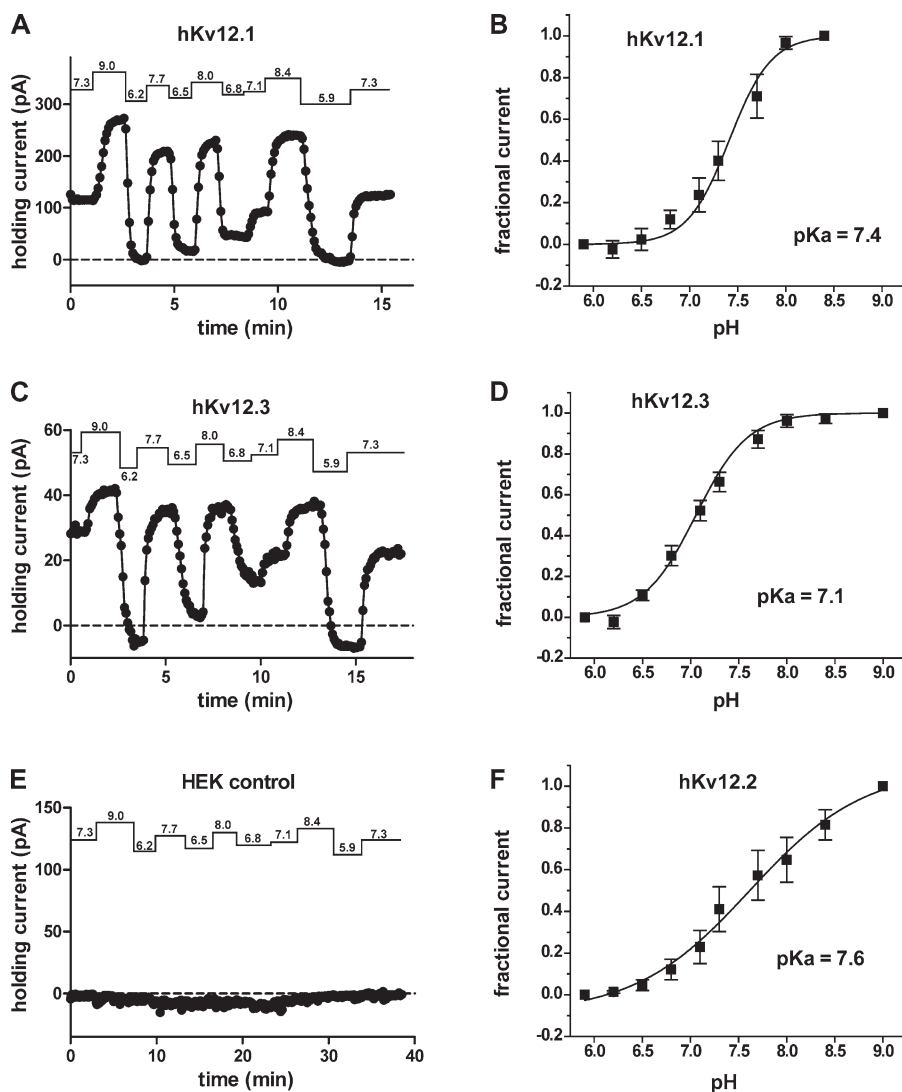 A
hKv12.1
7.3 9.0 6.2 7.7 6.5 8.0 6.8 7.1 8.4 5.9 7.3
holding current (pA)
300
200
100
0
0 5 10 15
time (min)
B
hKv12.1
fractional current
1.0
0.8
0.6
0.4
0.2
0.0
-0.2
pKa = 7.4
6.0 6.5 7.0 7.5 8.0 8.5 9.0
pH
C
hKv12.3
7.3 9.0 6.2 7.7 6.5 8.0 6.8 7.1 8.4 5.9 7.3
holding current (pA)
60
40
20
0
0 5 10 15
time (min)
D
hKv12.3
fractional current
1.0
0.8
0.6
0.4
0.2
0.0
-0.2
pKa = 7.1
6.0 6.5 7.0 7.5 8.0 8.5 9.0
pH
E
HEK control
7.3 9.0 6.2 7.7 6.5 8.0 6.8 7.1 8.4 5.9 7.3
holding current (pA)
150
100
50
0
0 10 20 30 40
time (min)
F
hKv12.2
fractional current
1.0
0.8
0.6
0.4
0.2
0.0
-0.2
pKa = 7.6
6.0 6.5 7.0 7.5 8.0 8.5 9.0
pH